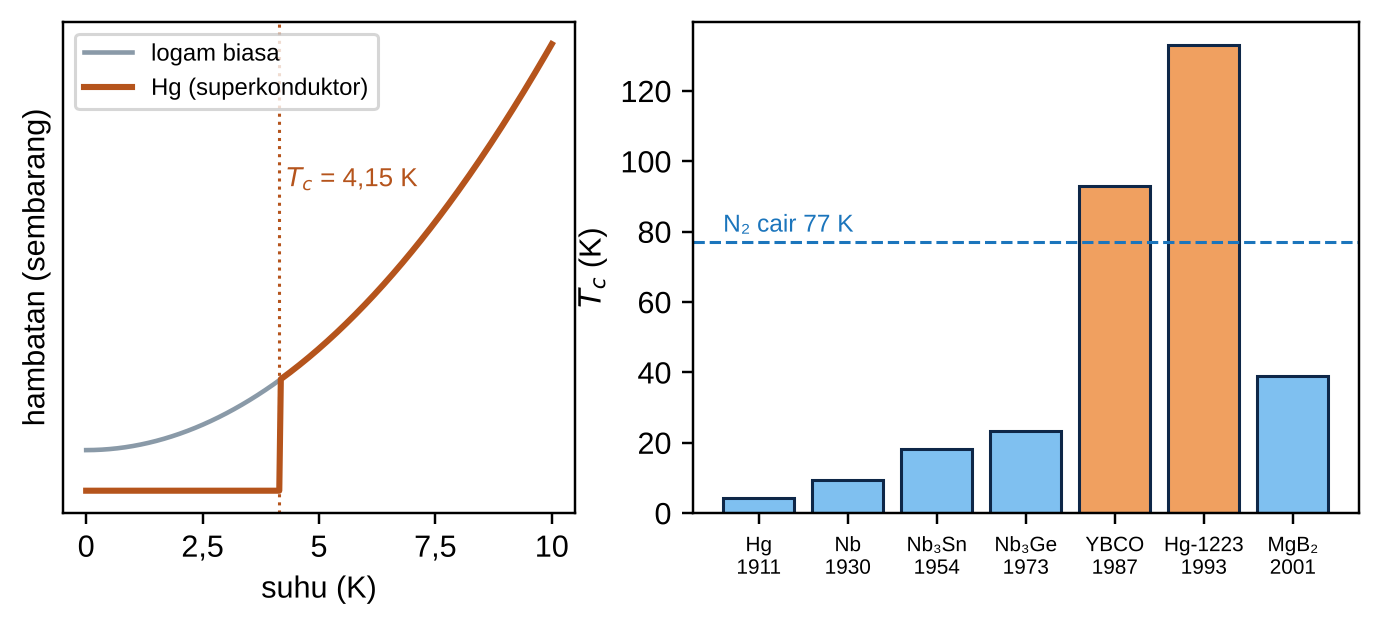 logam biasa
Hg (superkonduktor)
T_c = 4,15 K
hambatan (sembarang)
0 2,5 5 7,5 10
suhu (K)
T_c (K)
120
100
80
60
40
20
0
N₂ cair 77 K
Hg Nb Nb₃Sn Nb₃Ge YBCO Hg-1223 MgB₂
1911 1930 1954 1973 1987 1993 2001